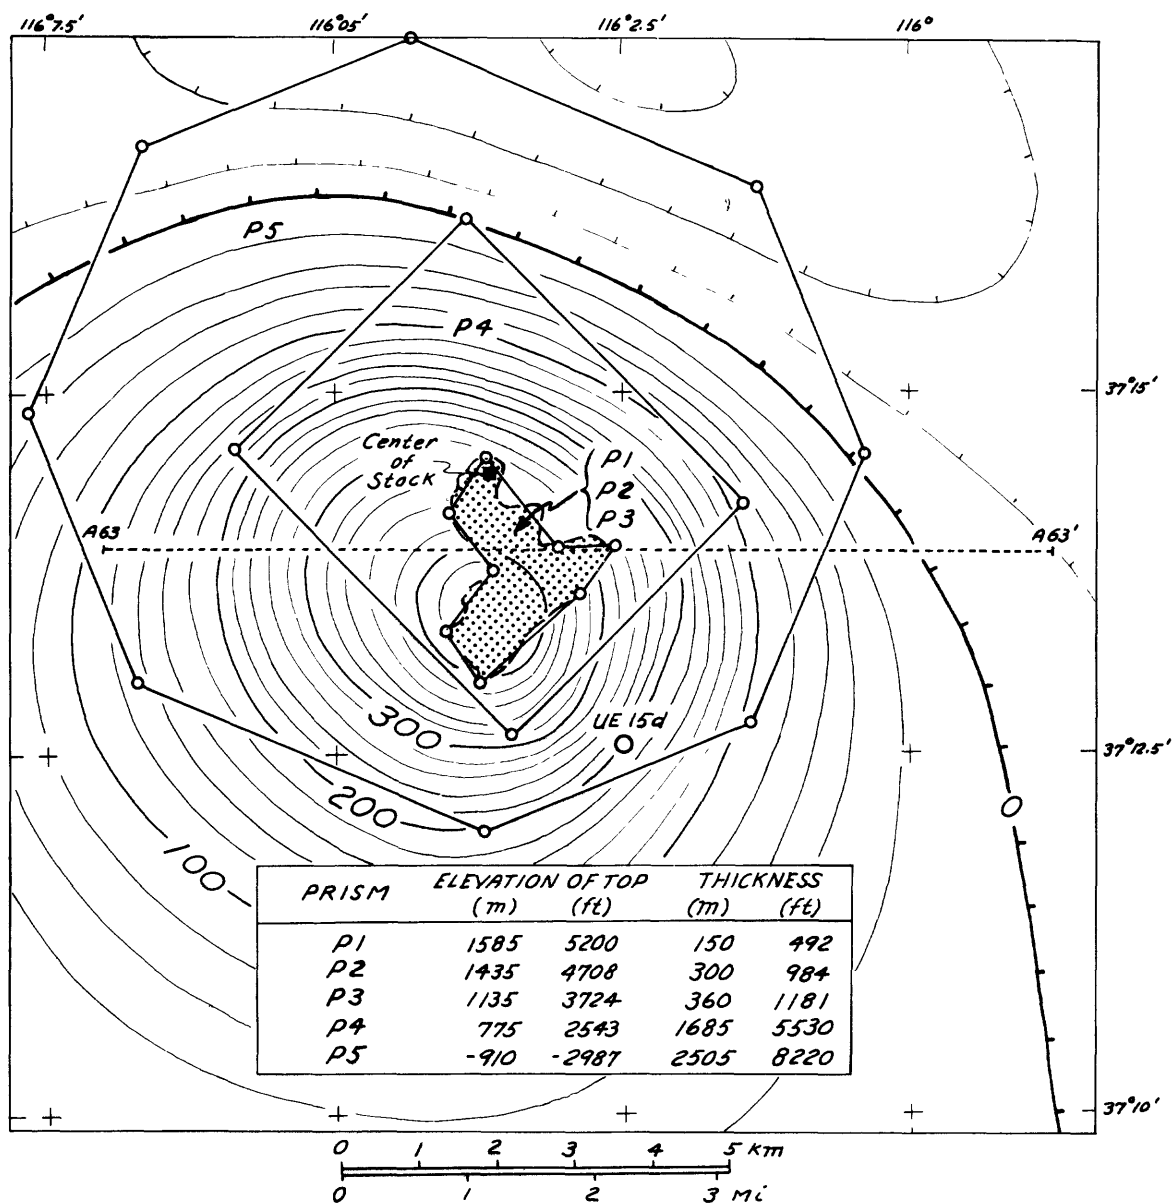 116°7.5' 116°05' 116°2.5' 116°
P5
P4
37°15'
Center
of
Stock
P1
P2
P3
A63 A63'
300
UE 15d
37°12.5'
200
0
100
PRISM ELEVATION OF TOP THICKNESS
(m) (ft) (m) (ft)
P1 1585 5200 150 492
P2 1435 4708 300 984
P3 1135 3724 360 1181
P4 775 2543 1685 5530
P5 -910 -2987 2505 8220
37°10'
0 1 2 3 4 5 km
0 1 2 3 Mi